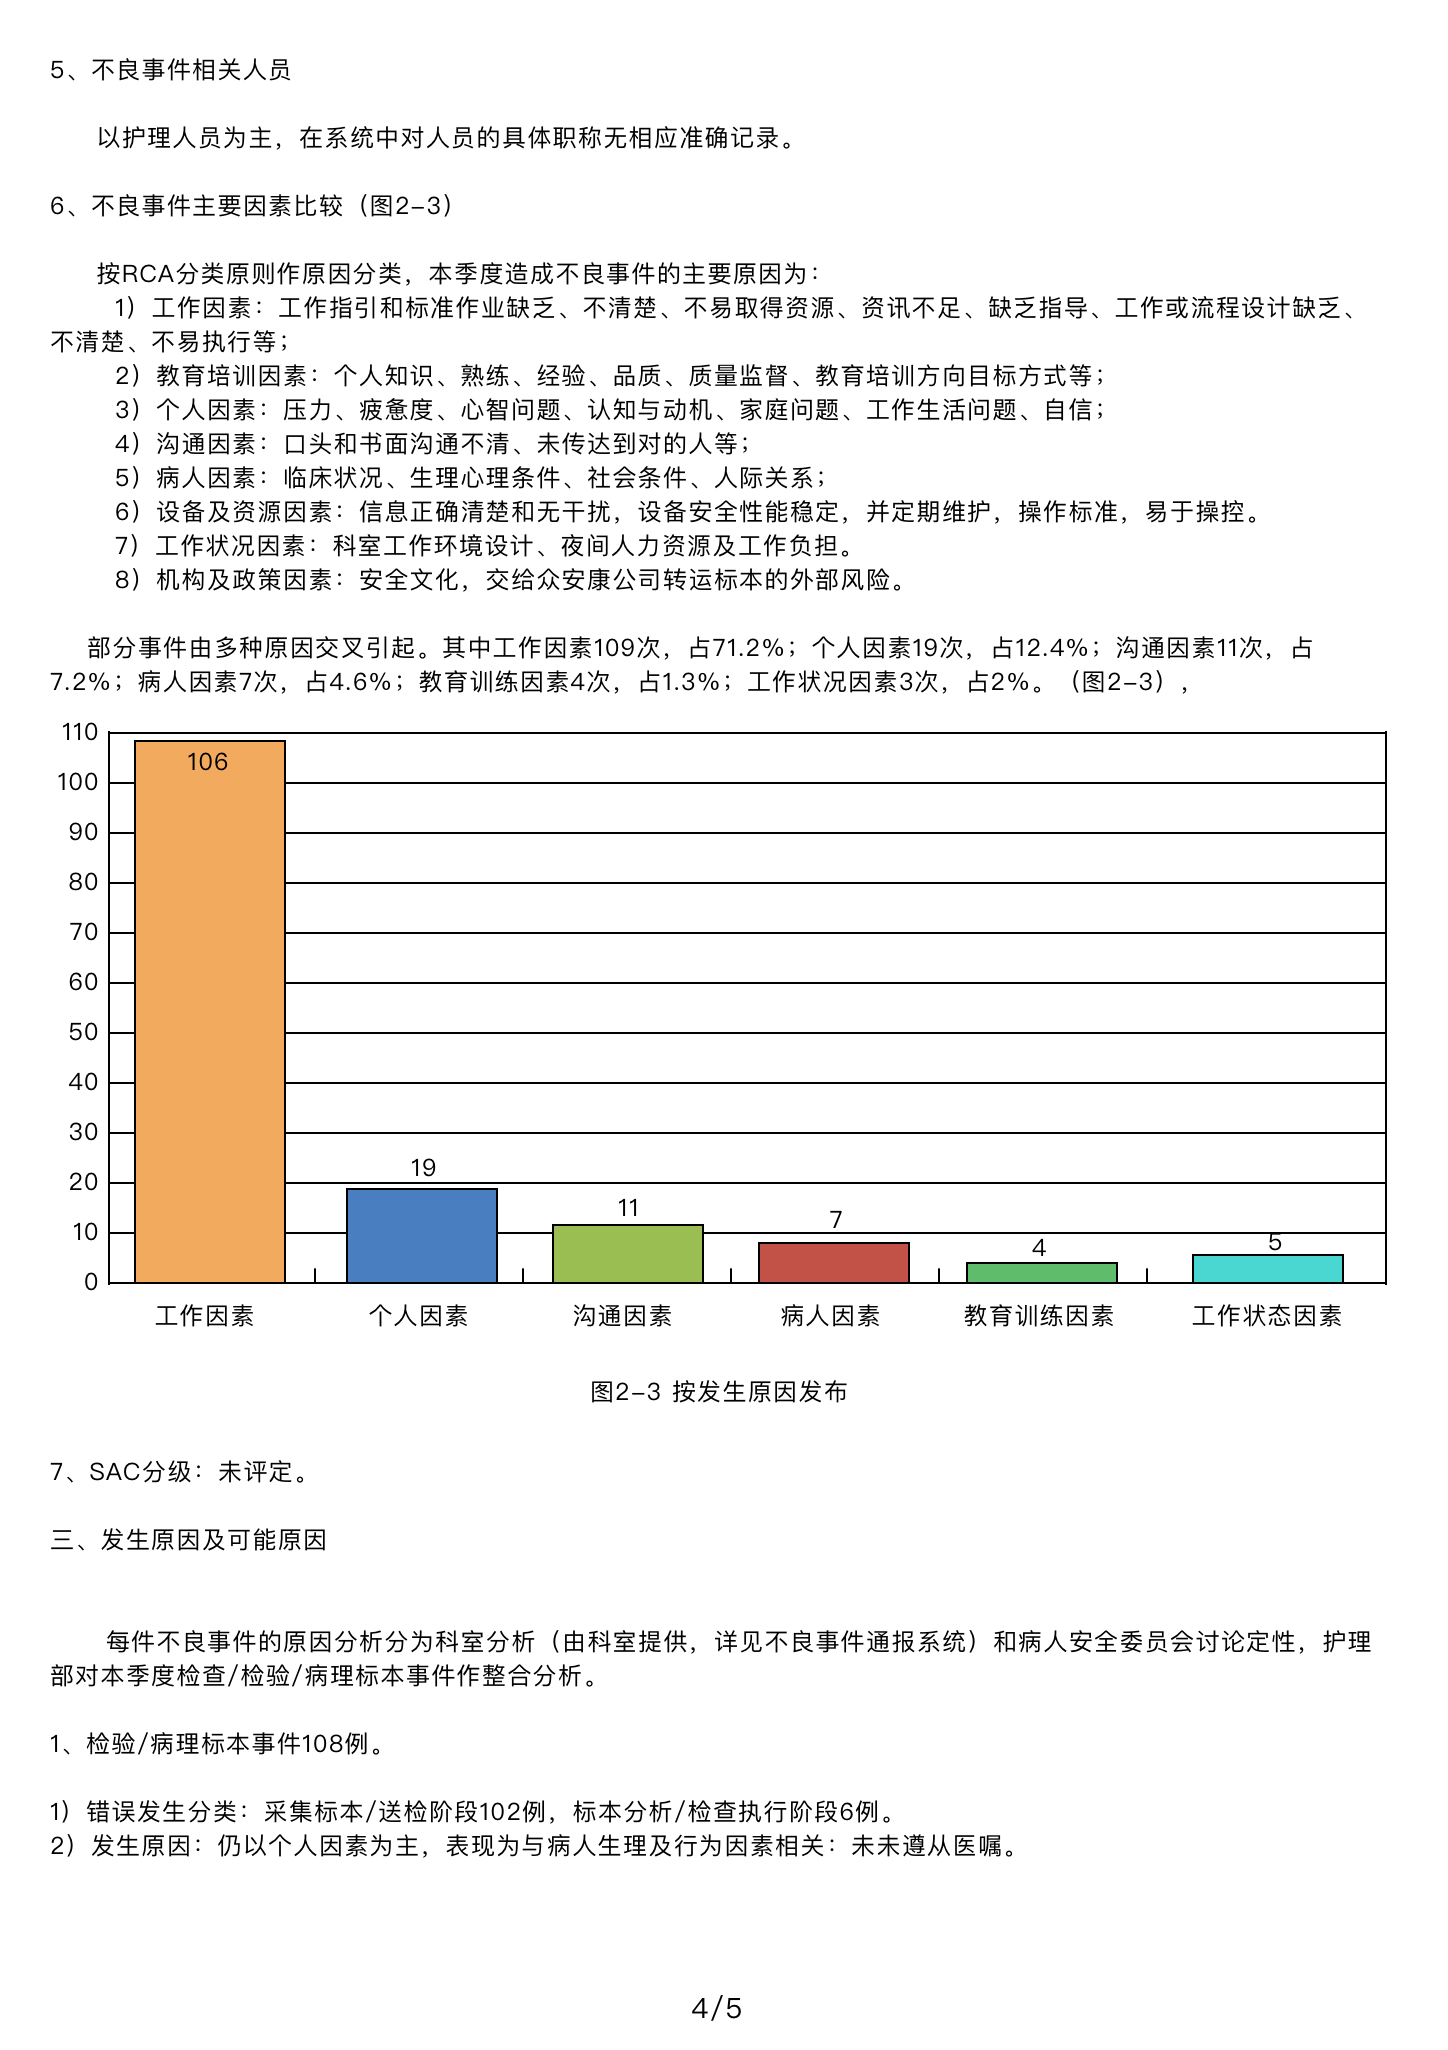 5、不良事件相关人员
以护理人员为主，在系统中对人员的具体职称无相应准确记录。
6、不良事件主要因素比较（图2-3）
按RCA分类原则作原因分类，本季度造成不良事件的主要原因为：
1）工作因素：工作指引和标准作业缺乏、不清楚、不易取得资源、资讯不足、缺乏指导、工作或流程设计缺乏、
不清楚、不易执行等；
2）教育培训因素：个人知识、熟练、经验、品质、质量监督、教育培训方向目标方式等；
3）个人因素：压力、疲惫度、心智问题、认知与动机、家庭问题、工作生活问题、自信；
4）沟通因素：口头和书面沟通不清、未传达到对的人等；
5）病人因素：临床状况、生理心理条件、社会条件、人际关系；
6）设备及资源因素：信息正确清楚和无干扰，设备安全性能稳定，并定期维护，操作标准，易于操控。
7）工作状况因素：科室工作环境设计、夜间人力资源及工作负担。
8）机构及政策因素：安全文化，交给众安康公司转运标本的外部风险。
部分事件由多种原因交叉引起。其中工作因素109次，占71.2%；个人因素19次，占12.4%；沟通因素11次，占
7.2%；病人因素7次，占4.6%；教育训练因素4次，占1.3%；工作状况因素3次，占2%。（图2-3），
110
106
100
90
80
70
60
50
40
30
19
20
11
7
10
4
5
0
工作因素 个人因素 沟通因素 病人因素 教育训练因素 工作状态因素
图2-3 按发生原因发布
7、SAC分级：未评定。
三、发生原因及可能原因
每件不良事件的原因分析分为科室分析（由科室提供，详见不良事件通报系统）和病人安全委员会讨论定性，护理
部对本季度检查/检验/病理标本事件作整合分析。
1、检验/病理标本事件108例。
1）错误发生分类：采集标本/送检阶段102例，标本分析/检查执行阶段6例。
2）发生原因：仍以个人因素为主，表现为与病人生理及行为因素相关：未未遵从医嘱。
4/5